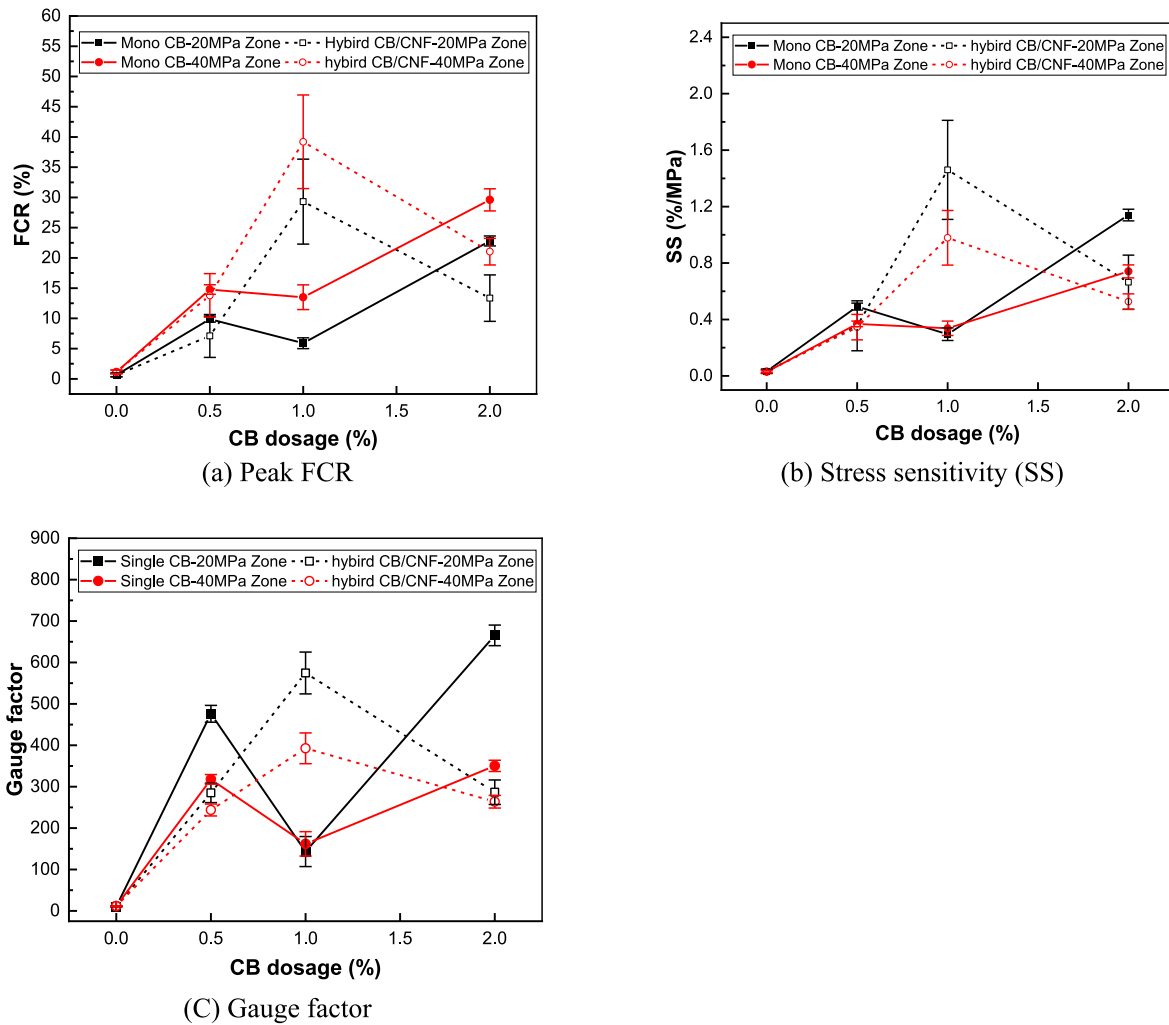 Mono CB-20MPa Zone Hybird CB/CNF-20MPa Zone
Mono CB-40MPa Zone hybird CB/CNF-40MPa Zone
60
55
50
45
40
35
30
25
20
15
10
5
0
FCR (%)
0.0 0.5 1.0 1.5 2.0
CB dosage (%)
(a) Peak FCR
Mono CB-20MPa Zone hybrid CB/CNF-20MPa Zone
Mono CB-40MPa Zone hybrid CB/CNF-40MPa Zone
2.4
2.0
1.6
1.2
0.8
0.4
0.0
SS (%/MPa)
0.0 0.5 1.0 1.5 2.0
CB dosage (%)
(b) Stress sensitivity (SS)
Single CB-20MPa Zone hybird CB/CNF-20MPa Zone
Single CB-40MPa Zone hybird CB/CNF-40MPa Zone
900
800
700
600
500
400
300
200
100
0
Gauge factor
0.0 0.5 1.0 1.5 2.0
CB dosage (%)
(C) Gauge factor